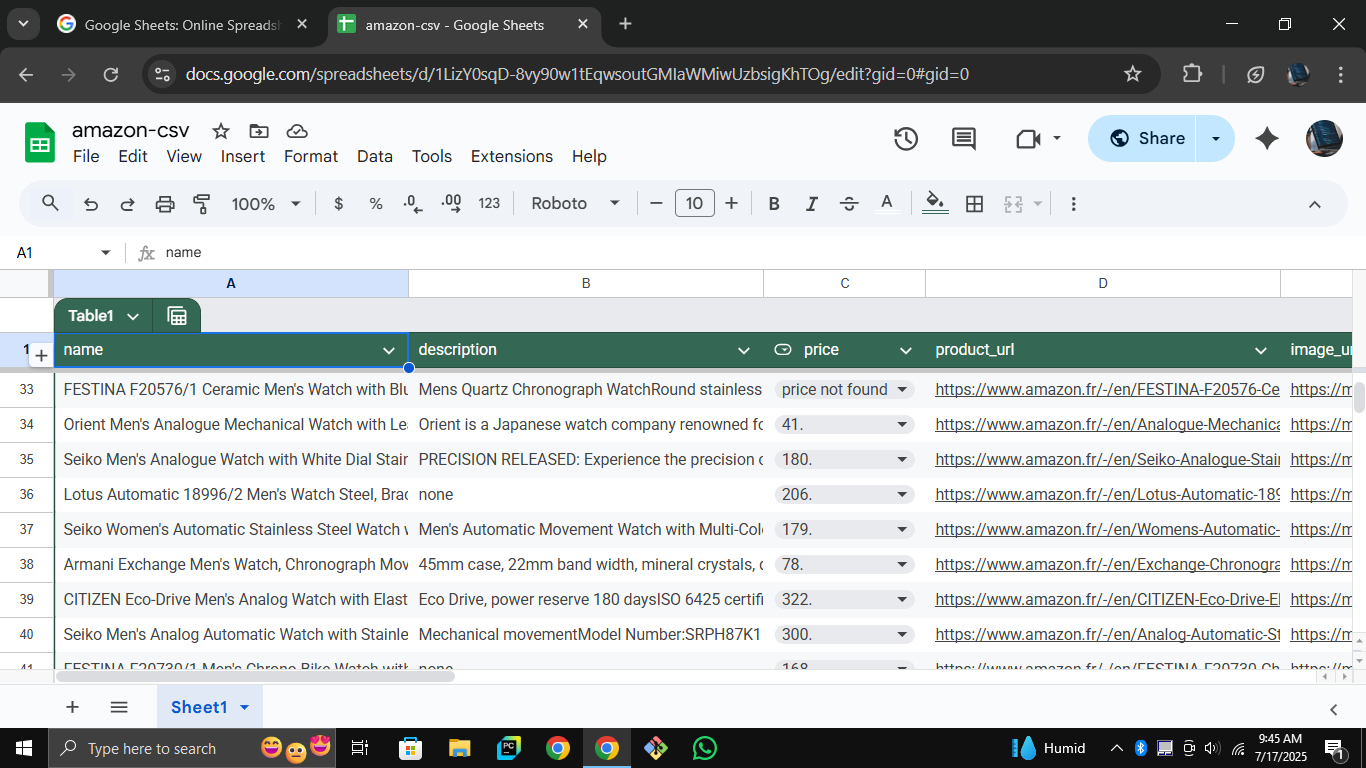 Google Sheets: Online Spreadsh
amazon-csv - Google Sheets
docs.google.com/spreadsheets/d/1LizY0sqD-8vy90w1tEqwsoutGMIaWMiwUzbsigKhTOg/edit?gid=0#gid=0
amazon-csv
File Edit View Insert Format Data Tools Extensions Help
Share
100% $ % .0 .00 123 Roboto 10 B I S A
A1 fx name
A B C D
Table1
1 name description price product_url image_ur
33 FESTINA F20576/1 Ceramic Men's Watch with Blu Mens Quartz Chronograph WatchRound stainless price not found https://www.amazon.fr/-/en/FESTINA-F20576-Ce https://m
34 Orient Men's Analogue Mechanical Watch with Lea Orient is a Japanese watch company renowned fo 41. https://www.amazon.fr/-/en/Analogue-Mechanica https://m
35 Seiko Men's Analogue Watch with White Dial Stain PRECISION RELEASED: Experience the precision o 180. https://www.amazon.fr/-/en/Seiko-Analogue-Stai https://m
36 Lotus Automatic 18996/2 Men's Watch Steel, Brac none 206. https://www.amazon.fr/-/en/Lotus-Automatic-189 https://m
37 Seiko Women's Automatic Stainless Steel Watch w Men's Automatic Movement Watch with Multi-Colo 179. https://www.amazon.fr/-/en/Womens-Automatic- https://m
38 Armani Exchange Men's Watch, Chronograph Mov 45mm case, 22mm band width, mineral crystals, q 78. https://www.amazon.fr/-/en/Exchange-Chronogra https://m
39 CITIZEN Eco-Drive Men's Analog Watch with Elast Eco Drive, power reserve 180 daysISO 6425 certifi 322. https://www.amazon.fr/-/en/CITIZEN-Eco-Drive-El https://m
40 Seiko Men's Analog Automatic Watch with Stainle Mechanical movementModel Number:SRPH87K1 300. https://www.amazon.fr/-/en/Analog-Automatic-St https://m
41 FESTINA F20730/1 Men's Chrono Bike Watch with none 168. https://www.amazon.fr/-/en/FESTINA-F20730-Ch https://m
Sheet1
Type here to search
PC
Humid
9:45 AM
7/17/2025
1